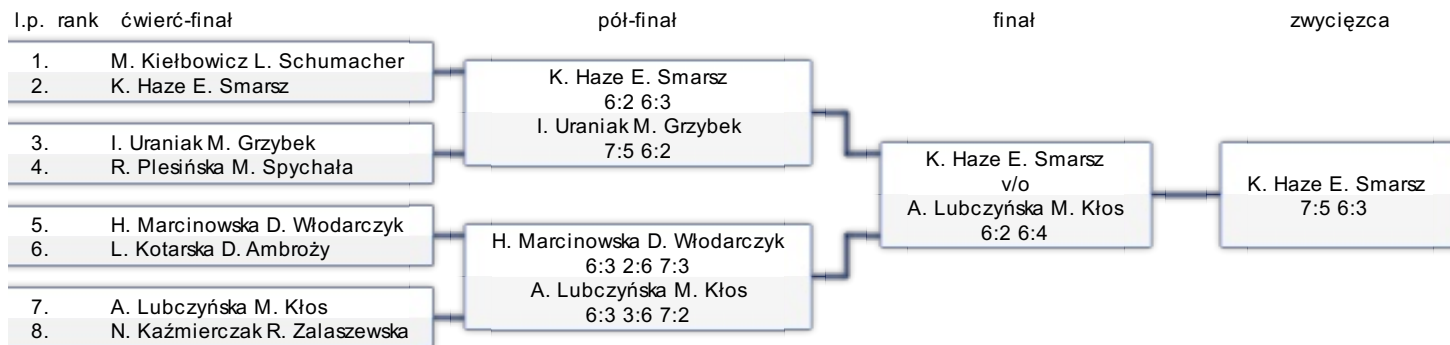 l.p. rank ćwierć-finał pół-finał finał zwycięzca
1. M. Kiełbowicz L. Schumacher
2. K. Haze E. Smarsz
3. I. Uraniak M. Grzybek
4. R. Plesińska M. Spychała
5. H. Marcinowska D. Włodarczyk
6. L. Kotarska D. Ambroży
7. A. Lubczyńska M. Kłos
8. N. Kaźmierczak R. Zalaszewska
K. Haze E. Smarsz
6:2 6:3
I. Uraniak M. Grzybek
7:5 6:2
H. Marcinowska D. Włodarczyk
6:3 2:6 7:3
A. Lubczyńska M. Kłos
6:3 3:6 7:2
K. Haze E. Smarsz
v/o
A. Lubczyńska M. Kłos
6:2 6:4
K. Haze E. Smarsz
7:5 6:3